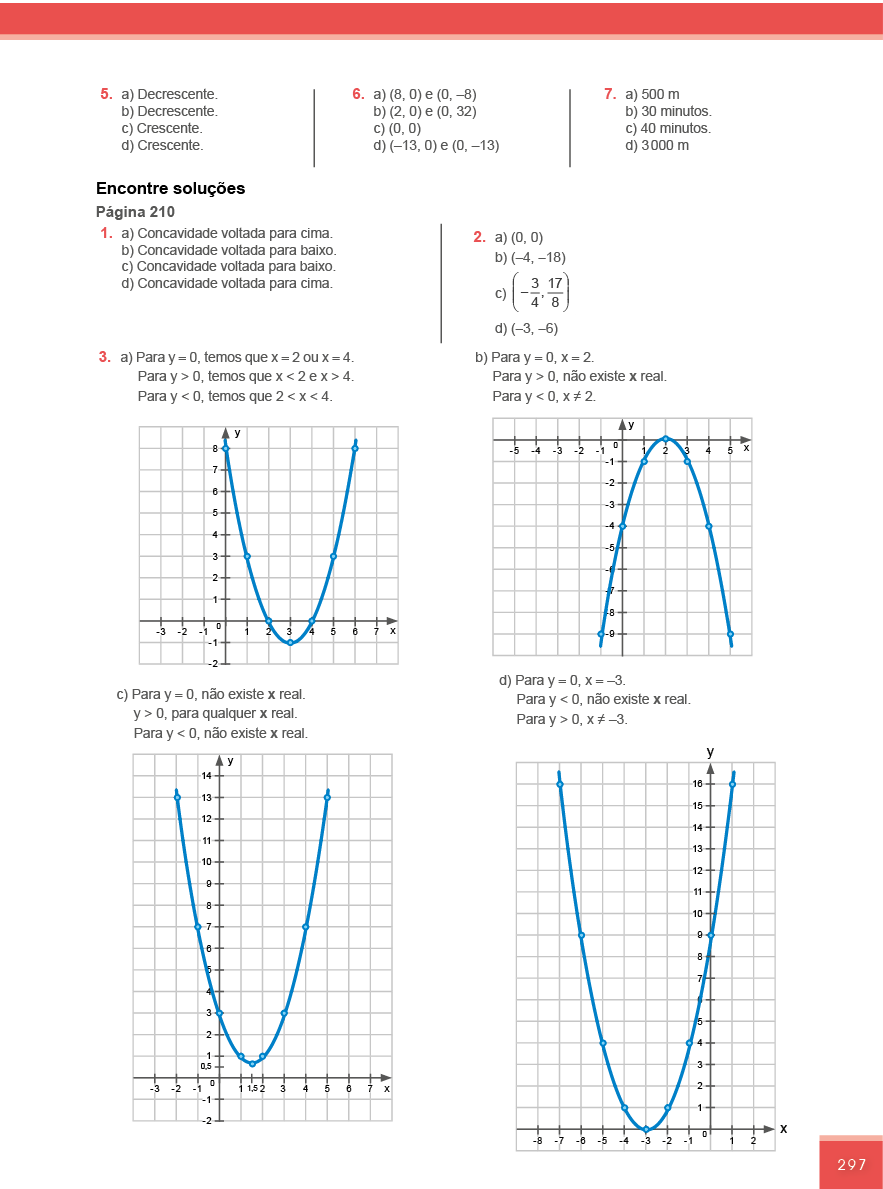 5. a) Decrescente.
b) Decrescente.
c) Crescente.
d) Crescente.
6. a) (8, 0) e (0, –8)
b) (2, 0) e (0, 32)
c) (0, 0)
d) (–13, 0) e (0, –13)
7. a) 500 m
b) 30 minutos.
c) 40 minutos.
d) 3 000 m
Encontre soluções
Página 210
1. a) Concavidade voltada para cima.
b) Concavidade voltada para baixo.
c) Concavidade voltada para baixo.
d) Concavidade voltada para cima.
2. a) (0, 0)
b) (–4, –18)
c) (–3/4, 17/8)
d) (–3, –6)
3. a) Para y = 0, temos que x = 2 ou x = 4.
Para y > 0, temos que x < 2 e x > 4.
Para y < 0, temos que 2 < x < 4.
y
8
7
6
5
4
3
2
1
0
-3 -2 -1 1 2 3 4 5 6 7 x
-1
-2
b) Para y = 0, x = 2.
Para y > 0, não existe x real.
Para y < 0, x ≠ 2.
y
0
-5 -4 -3 -2 -1 1 2 3 4 5 x
-1
-2
-3
-4
-5
-6
-7
-8
-9
c) Para y = 0, não existe x real.
y > 0, para qualquer x real.
Para y < 0, não existe x real.
y
14
13
12
11
10
9
8
7
6
5
4
3
2
1
0,5
0
-3 -2 -1 1 1,5 2 3 4 5 6 7 x
-1
-2
d) Para y = 0, x = –3.
Para y < 0, não existe x real.
Para y > 0, x ≠ –3.
y
16
15
14
13
12
11
10
9
8
7
6
5
4
3
2
1
0
x
-8 -7 -6 -5 -4 -3 -2 -1 1 2
297